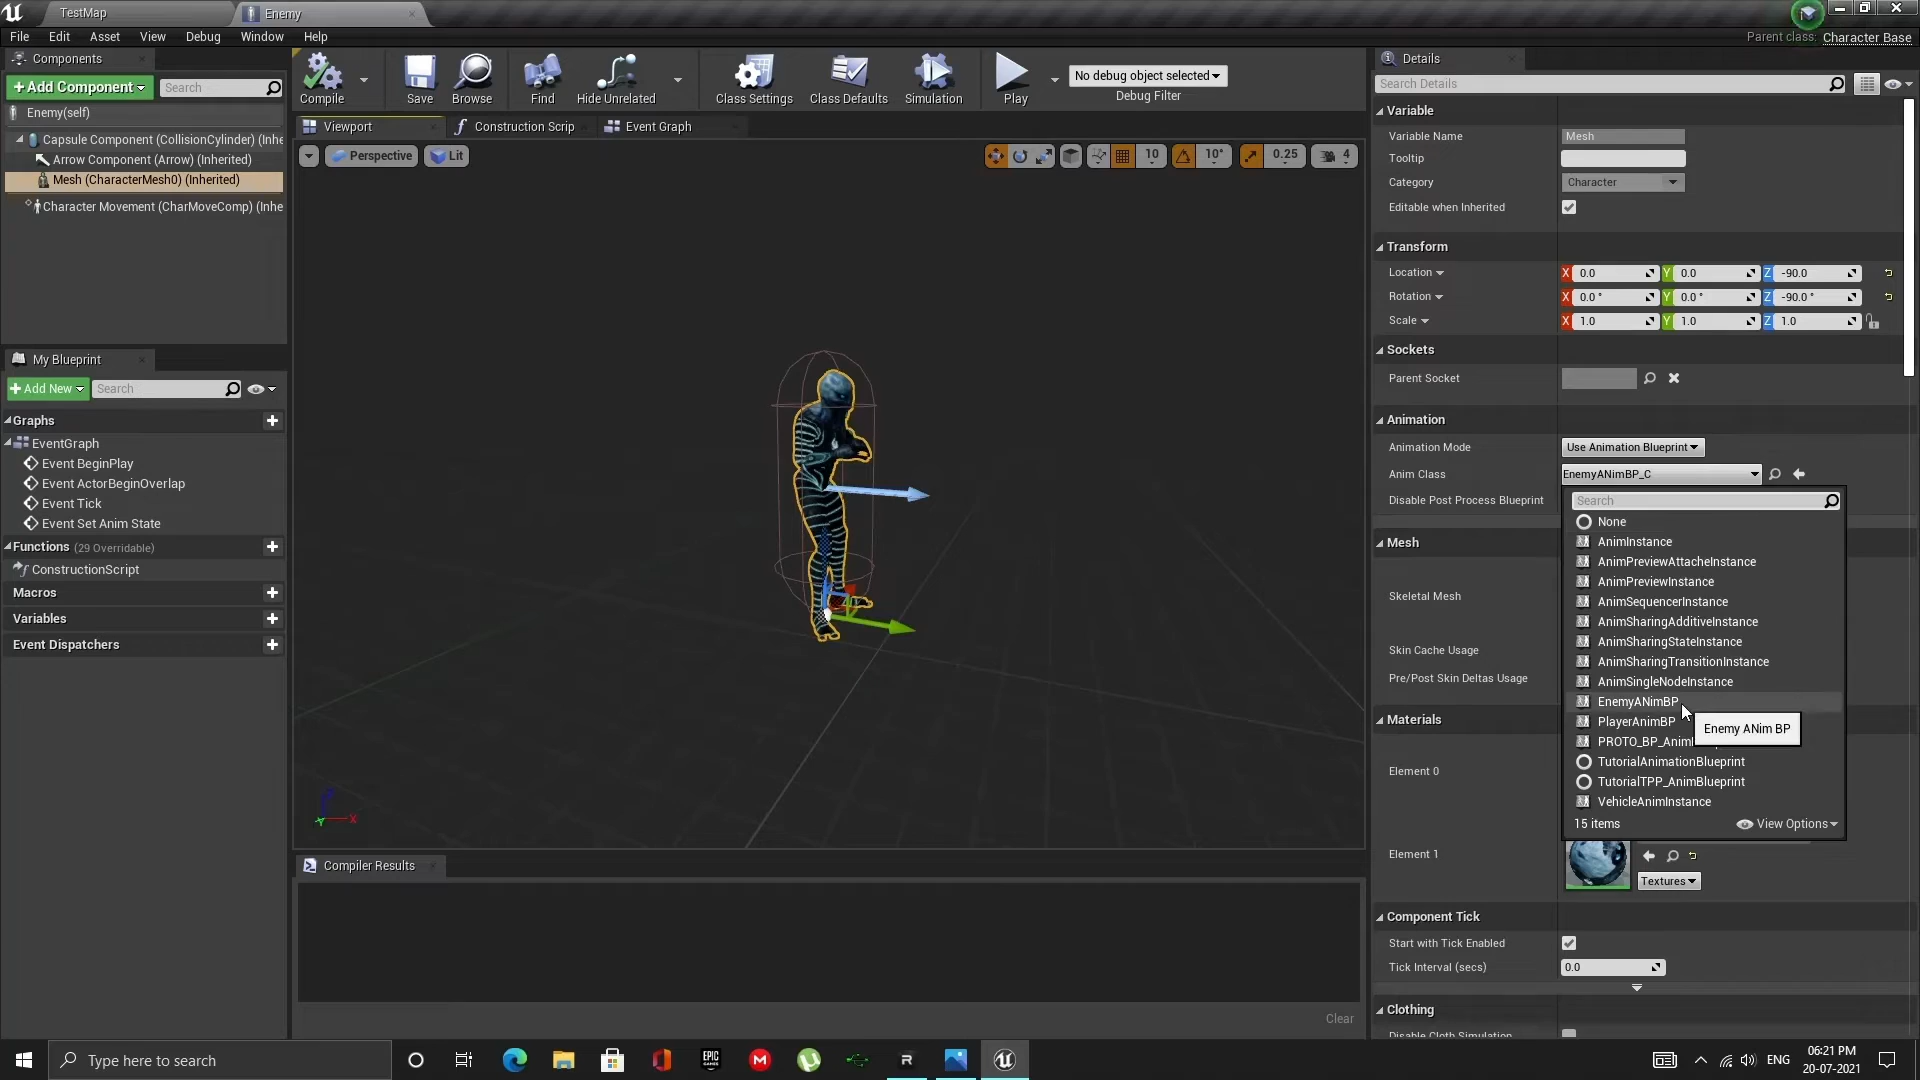 TestMap
Enemy
File Edit Asset View Debug Window Help
Parent class: Character Base
Components
+Add Component
Search
Enemy(self)
Capsule Component (CollisionCylinder) (Inhe
Arrow Component (Arrow) (Inherited)
Mesh (CharacterMesh0) (Inherited)
Character Movement (CharMoveComp) (Inhe
My Blueprint
+Add New
Search
Graphs
EventGraph
Event BeginPlay
Event ActorBeginOverlap
Event Tick
Event Set Anim State
Functions (29 Overridable)
ConstructionScript
Macros
Variables
Event Dispatchers
Compile Save Browse Find Hide Unrelated Class Settings Class Defaults Simulation Play
No debug object selected
Debug Filter
Viewport Construction Scrip Event Graph
Perspective Lit
10 10° 0.25 4
X
Compiler Results
Clear
Details
Search Details
Variable
Variable Name Mesh
Tooltip
Category Character
Editable when Inherited
Transform
Location X 0.0 Y 0.0 Z -90.0
Rotation X 0.0 ° Y 0.0 ° Z -90.0 °
Scale X 1.0 Y 1.0 Z 1.0
Sockets
Parent Socket
Animation
Animation Mode Use Animation Blueprint
Anim Class EnemyANimBP_C
Disable Post Process Blueprint
Search
None
AnimInstance
AnimPreviewAttacheInstance
AnimPreviewInstance
AnimSequencerInstance
AnimSharingAdditiveInstance
AnimSharingStateInstance
AnimSharingTransitionInstance
AnimSingleNodeInstance
EnemyANimBP
PlayerAnimBP
Enemy ANim BP
TutorialAnimationBlueprint
TutorialTPP_AnimBlueprint
VehicleAnimInstance
15 items View Options
Mesh
Skeletal Mesh
Skin Cache Usage
Pre/Post Skin Deltas Usage
Materials
Element 0
Element 1
Textures
Component Tick
Start with Tick Enabled
Tick Interval (secs) 0.0
Clothing
Disable Cloth Simulation
Type here to search
EPIC GAMES
M
R
ENG
06:21 PM
20-07-2021